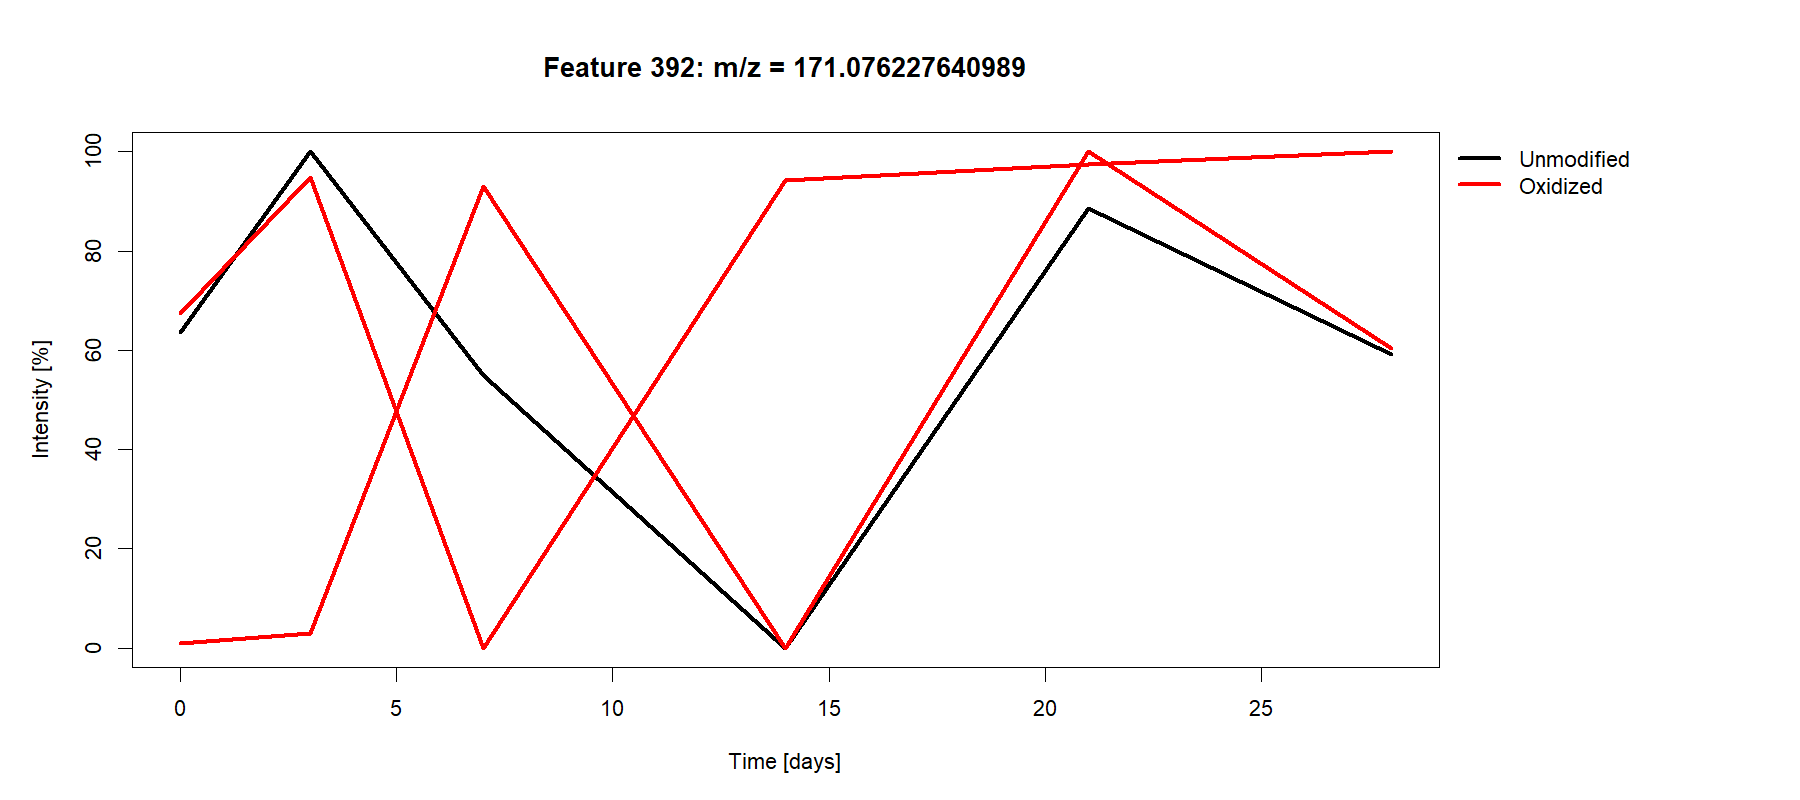 Feature 392: m/z = 171.076227640989
Unmodified
Oxidized
Intensity [%]
100
80
60
40
20
0
0 5 10 15 20 25
Time [days]